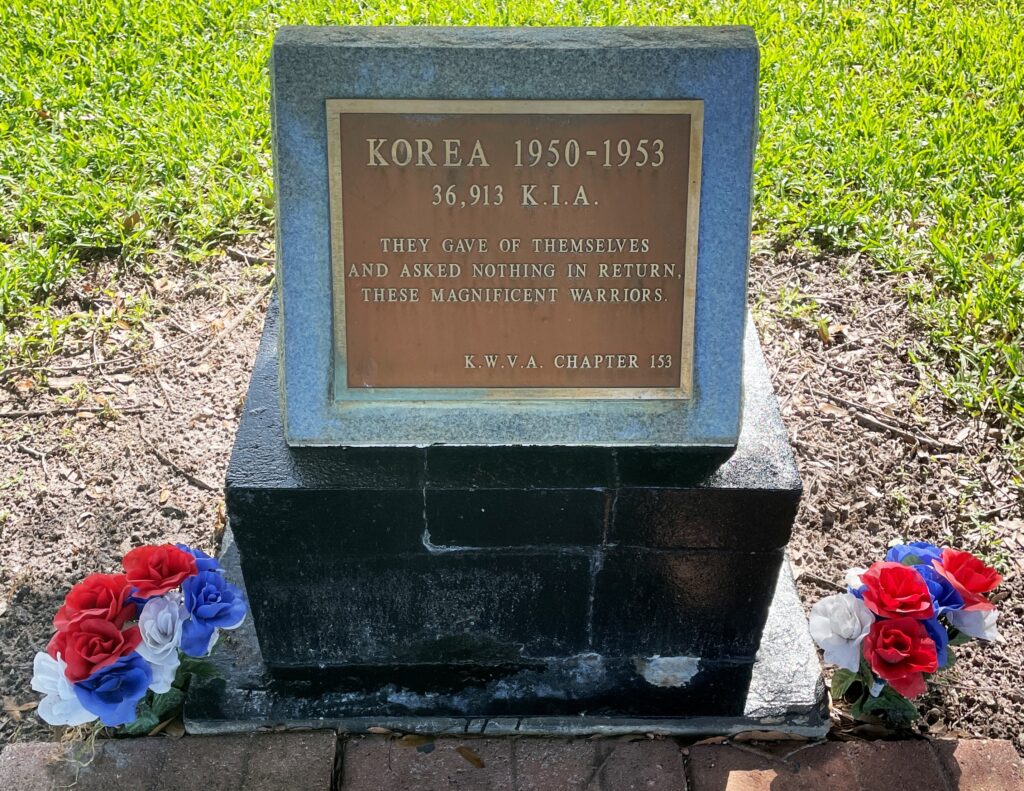 KOREA 1950-1953
36,913 K.I.A.
THEY GAVE OF THEMSELVES
AND ASKED NOTHING IN RETURN,
THESE MAGNIFICENT WARRIORS.
K.W.V.A. CHAPTER 153